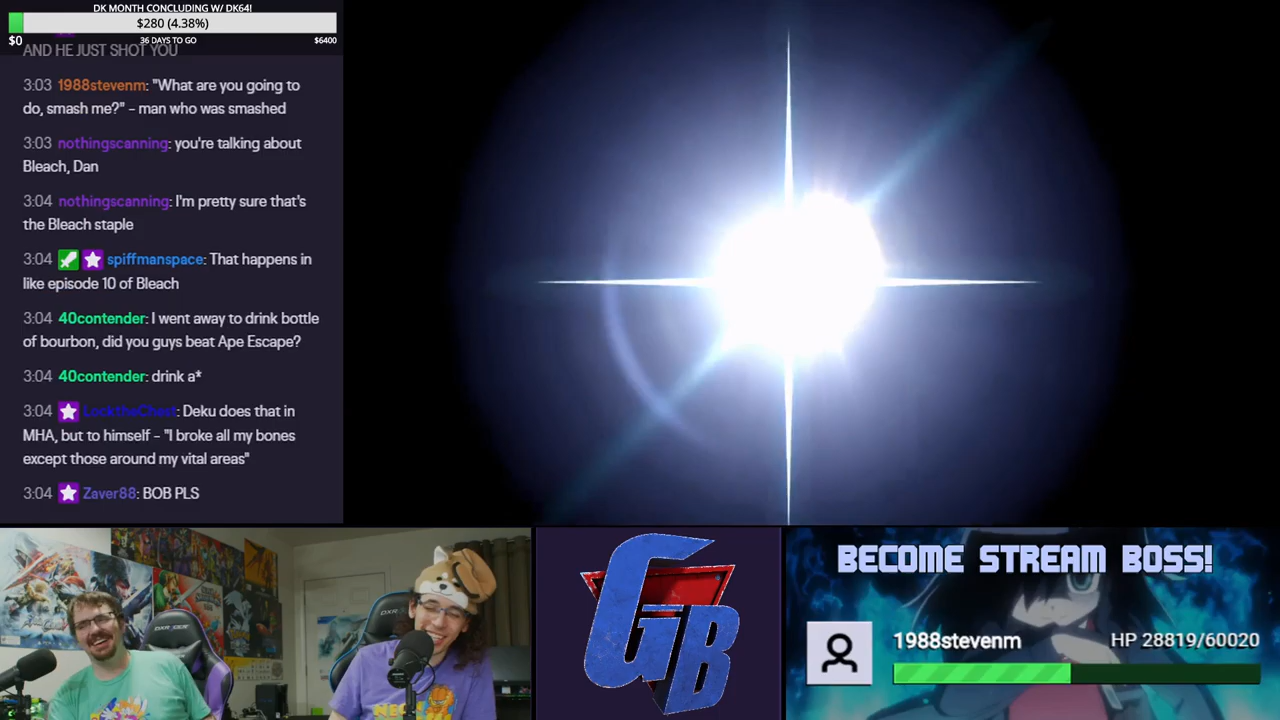 DK MONTH CONCLUDING W/ DK64!
$280 (4.38%)
$0
36 DAYS TO GO
$6400
AND HE JUST SHOT YOU
3:03 1988stevenm: "What are you going to
do, smash me?" - man who was smashed
3:03 nothingscanning: you're talking about
Bleach, Dan
3:04 nothingscanning: I'm pretty sure that's
the Bleach staple
3:04 spiffmanspace: That happens in
like episode 10 of Bleach
3:04 40contender: I went away to drink bottle
of bourbon, did you guys beat Ape Escape?
3:04 40contender: drink a*
3:04 LocktheChest: Deku does that in
MHA, but to himself - "I broke all my bones
except those around my vital areas"
3:04 Zaver88: BOB PLS
DXR
DXR
GB
BECOME STREAM BOSS!
1988stevenm
HP 28819/60020